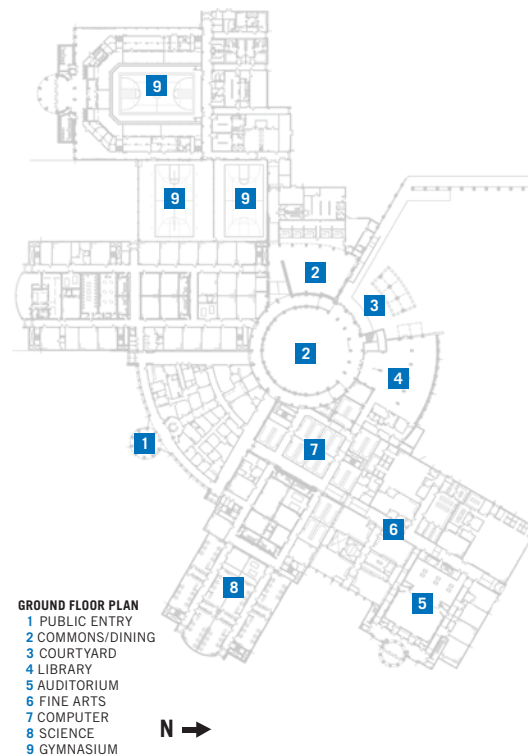 9
9
9
2
3
2
4
1
7
6
8
5
GROUND FLOOR PLAN
1 PUBLIC ENTRY
2 COMMONS/DINING
3 COURTYARD
4 LIBRARY
5 AUDITORIUM
6 FINE ARTS
7 COMPUTER
8 SCIENCE
9 GYMNASIUM
N